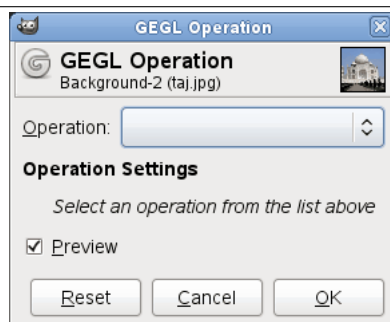 GEGL Operation
GEGL Operation
Background-2 (taj.jpg)
Operation:
Operation Settings
Select an operation from the list above
Preview
Reset Cancel OK